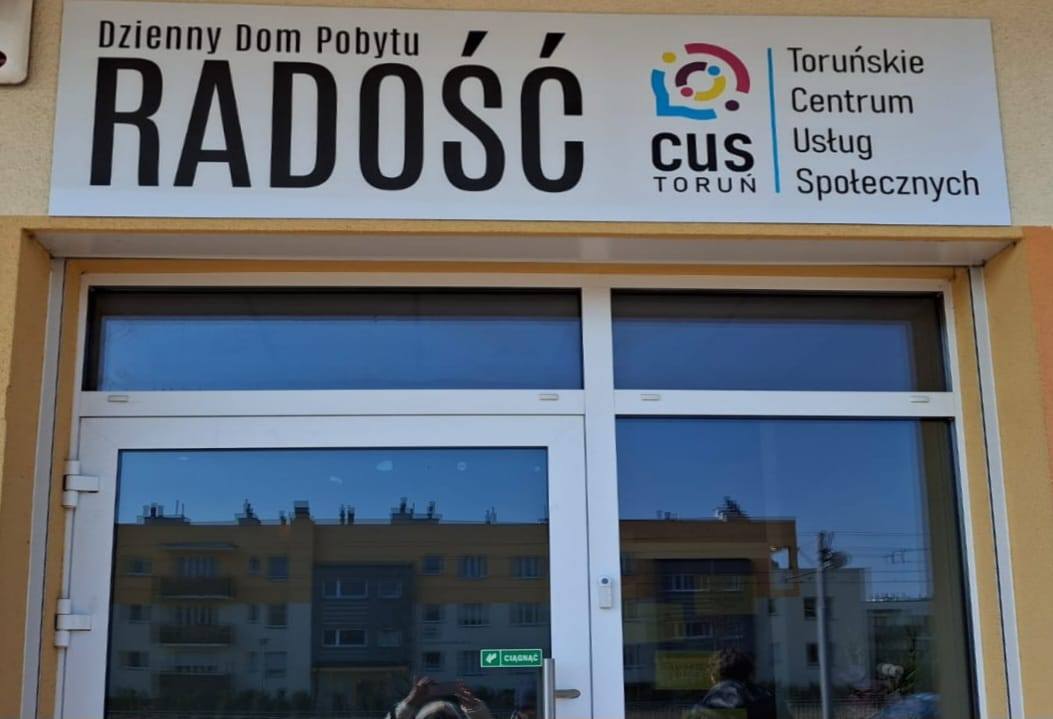 Dzienny Dom Pobytu
RADOŚĆ
CUS
TORUŃ
Toruńskie
Centrum
Usług
Społecznych
CIĄGNĄĆ